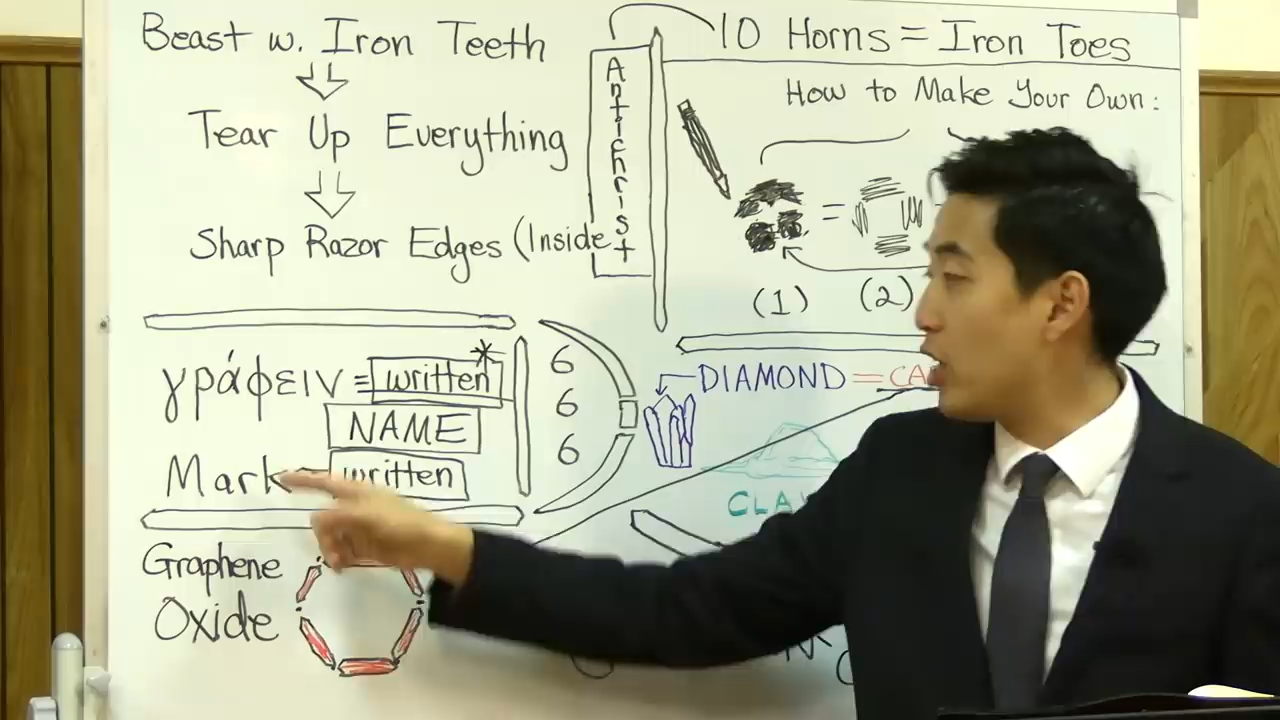 Beast w. Iron Teeth
Tear Up Everything
Sharp Razor Edges (Inside
Antichrist
10 Horns = Iron Toes
How to Make Your Own:
=
(1) (2)
γράφειν = written*
NAME
Mark = written
6
6
6
DIAMOND =
Graphene
Oxide